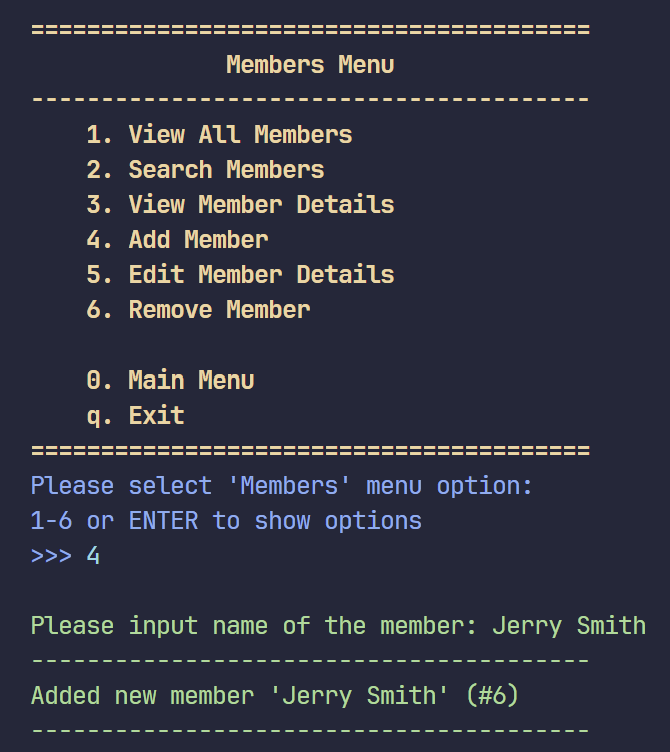 ========================================
Members Menu
----------------------------------------
1. View All Members
2. Search Members
3. View Member Details
4. Add Member
5. Edit Member Details
6. Remove Member
0. Main Menu
q. Exit
========================================
Please select 'Members' menu option:
1-6 or ENTER to show options
>>> 4
Please input name of the member: Jerry Smith
----------------------------------------
Added new member 'Jerry Smith' (#6)
----------------------------------------